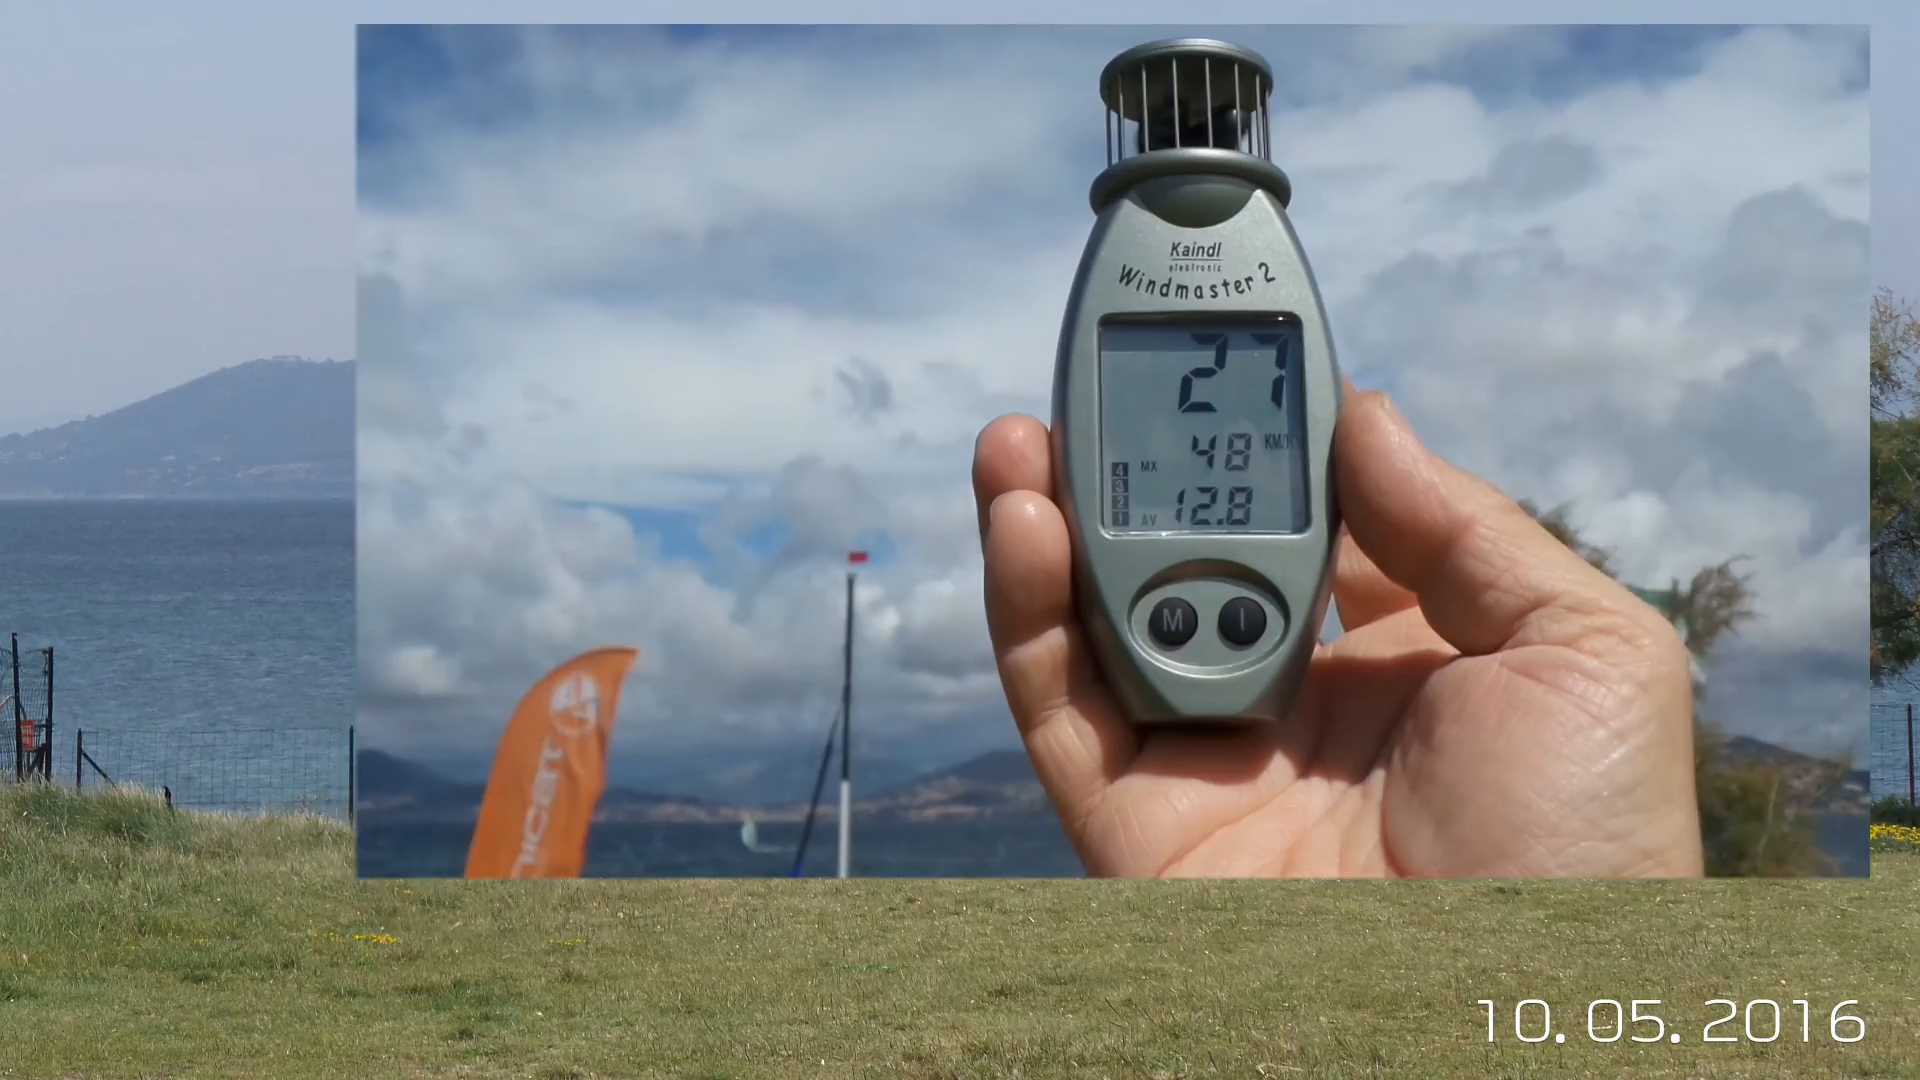 Kaindl
electronic
Windmaster 2
27
48 KM/H
MX
12.8
AV
4
3
2
1
M I
10.05.2016